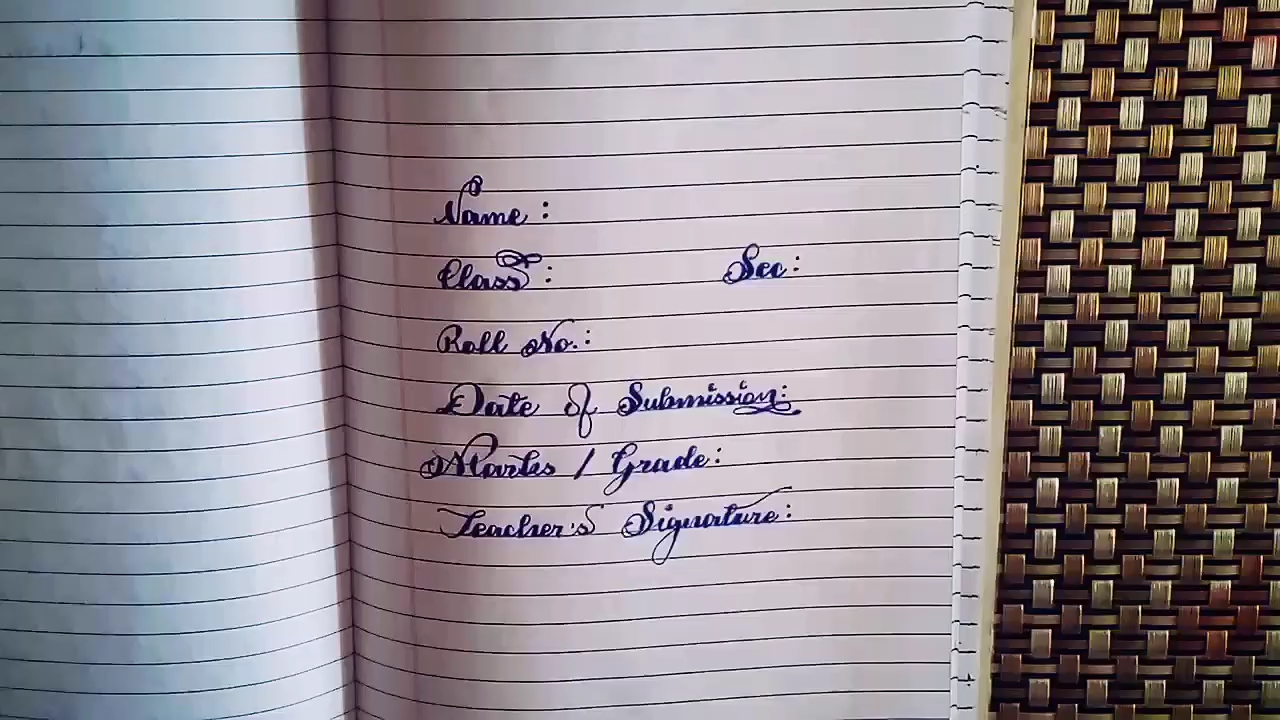 Name :
Class : Sec:
Roll No.:
Date of Submission:
Marks / Grade:
Teacher's Signature: